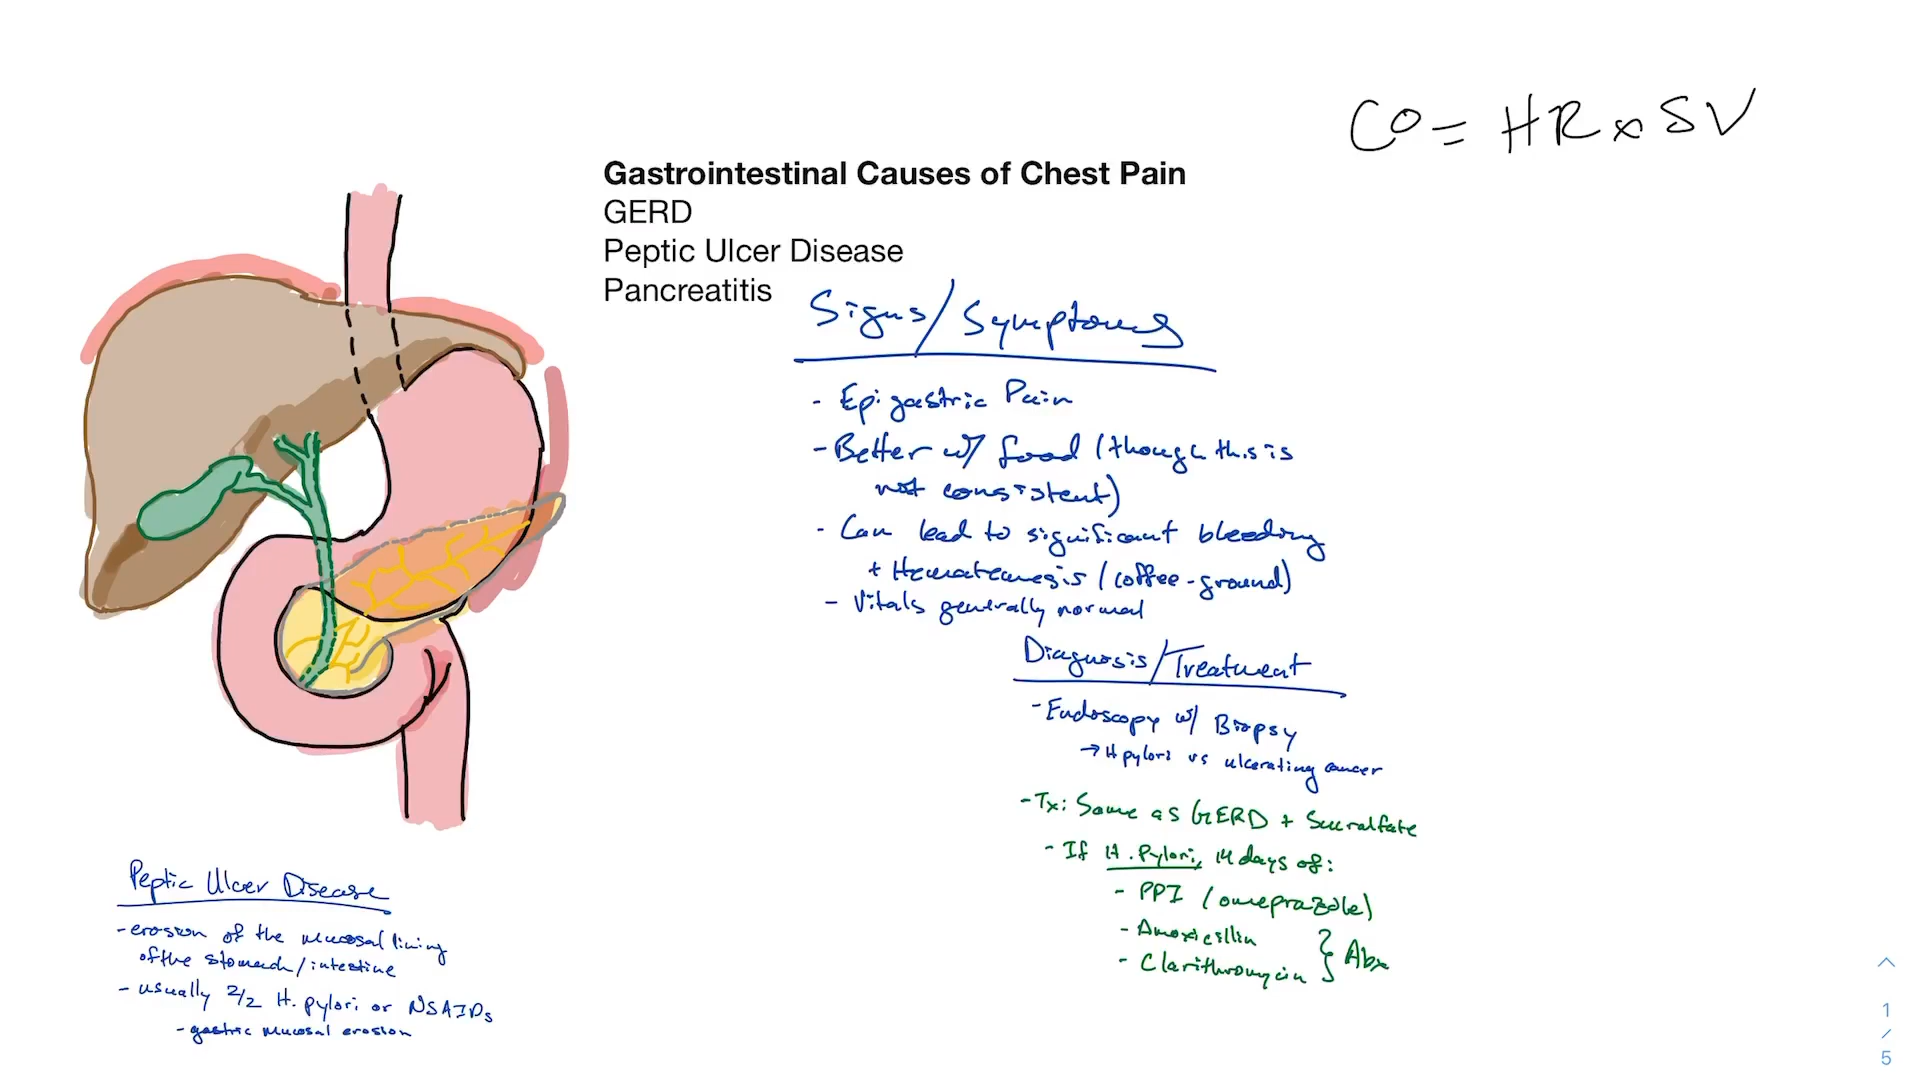 CO = HR x SV
Gastrointestinal Causes of Chest Pain
GERD
Peptic Ulcer Disease
Pancreatitis
Signs/Symptoms
- Epigastric Pain
- Better w/ food (though this is
not consistent)
- Can lead to significant bleeding
+ Hematemesis (coffee-ground)
- Vitals generally normal
Diagnosis/Treatment
- Endoscopy w/ Biopsy
→ H pylori vs ulcerating cancer
- Tx: Same as GERD + Sucralfate
- If H. Pylori, 14 days of:
- PPI (omeprazole)
- Amoxicillin
- Clarithromycin } Abx
Peptic Ulcer Disease
- erosion of the mucosal lining
of the stomach/intestine
- usually 2/2 H. pylori or NSAIDs
- gastric mucosal erosion
1
/
5